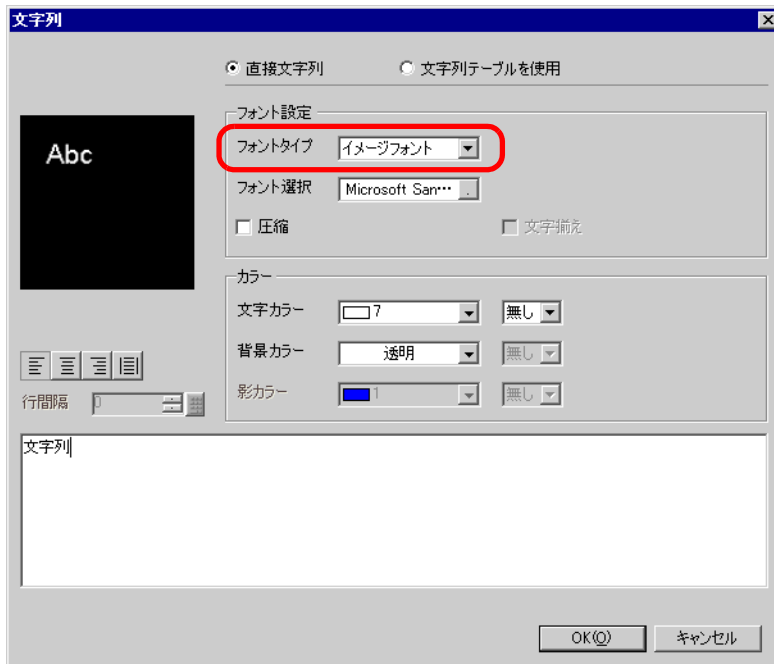 文字列
直接文字列 文字列テーブルを使用
フォント設定
Abc
フォントタイプ イメージフォント
フォント選択 Microsoft San… .
圧縮 文字揃え
カラー
文字カラー 7 無し
背景カラー 透明 無し
影カラー 1 無し
行間隔 0
文字列
OK(O) キャンセル